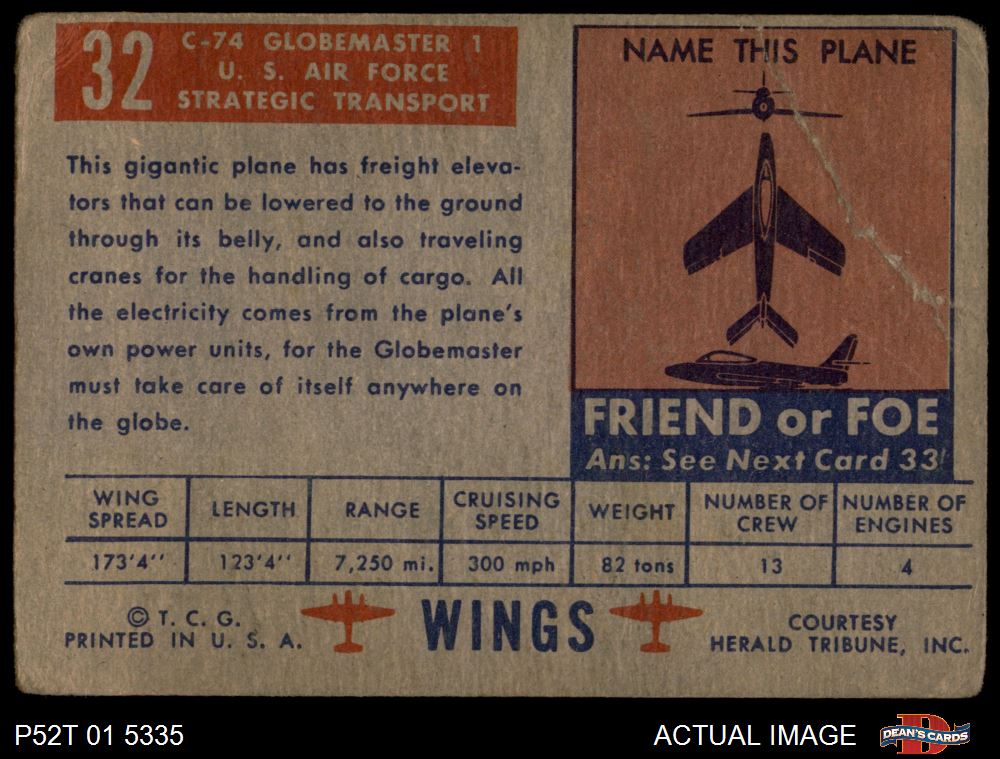 32
C-74 GLOBEMASTER 1
U. S. AIR FORCE
STRATEGIC TRANSPORT
This gigantic plane has freight eleva-
tors that can be lowered to the ground
through its belly, and also traveling
cranes for the handling of cargo. All
the electricity comes from the plane's
own power units, for the Globemaster
must take care of itself anywhere on
the globe.
NAME THIS PLANE
FRIEND or FOE
Ans: See Next Card 33
WING SPREAD
LENGTH
RANGE
CRUISING SPEED
WEIGHT
NUMBER OF CREW
NUMBER OF ENGINES
173'4''
123'4''
7,250 mi.
300 mph
82 tons
13
4
© T. C. G.
PRINTED IN U. S. A.
WINGS
COURTESY
HERALD TRIBUNE, INC.
P52T 01 5335
ACTUAL IMAGE
D
DEAN'S CARDS